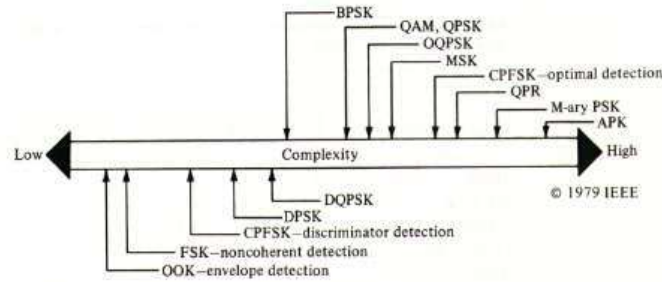 BPSK
QAM, QPSK
OQPSK
MSK
CPFSK–optimal detection
QPR
M-ary PSK
APK
Low
Complexity
High
© 1979 IEEE
DQPSK
DPSK
CPFSK–discriminator detection
FSK–noncoherent detection
OOK–envelope detection